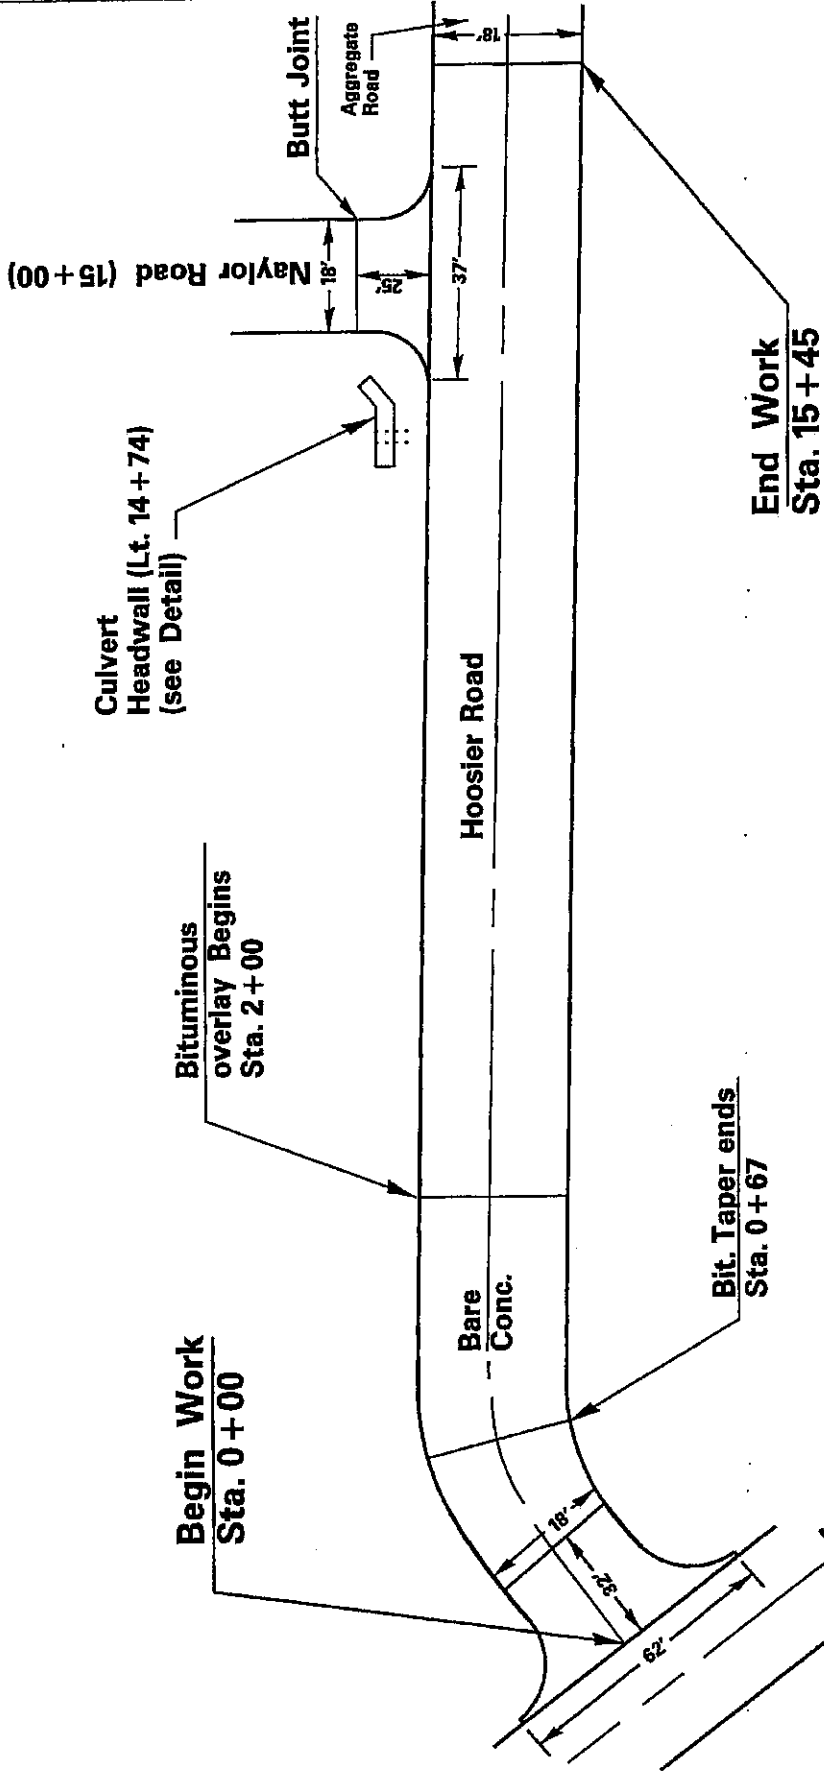 Naylor Road (15+00)
Butt Joint
Aggregate
Road
18'
18'
25'
37'
Culvert
Headwall (Lt. 14+74)
(see Detail)
End Work
Sta. 15+45
Hoosier Road
Bituminous
overlay Begins
Sta. 2+00
Bare
Conc.
Bit. Taper ends
Sta. 0+67
Begin Work
Sta. 0+00
18'
32'
62'